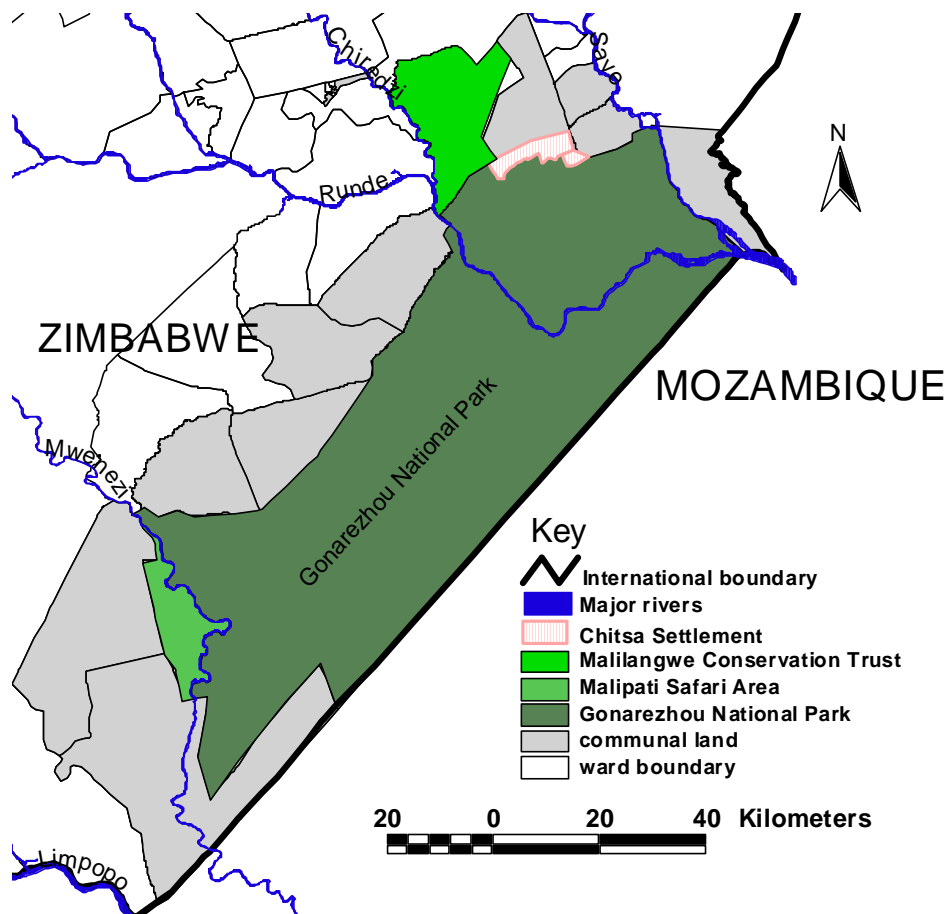 Chiredzi
Save
N
Runde
ZIMBABWE
MOZAMBIQUE
Mwenezi
Gonarezhou National Park
Key
International boundary
Major rivers
Chitsa Settlement
Malilangwe Conservation Trust
Malipati Safari Area
Gonarezhou National Park
communal land
ward boundary
20 0 20 40 Kilometers
Limpopo